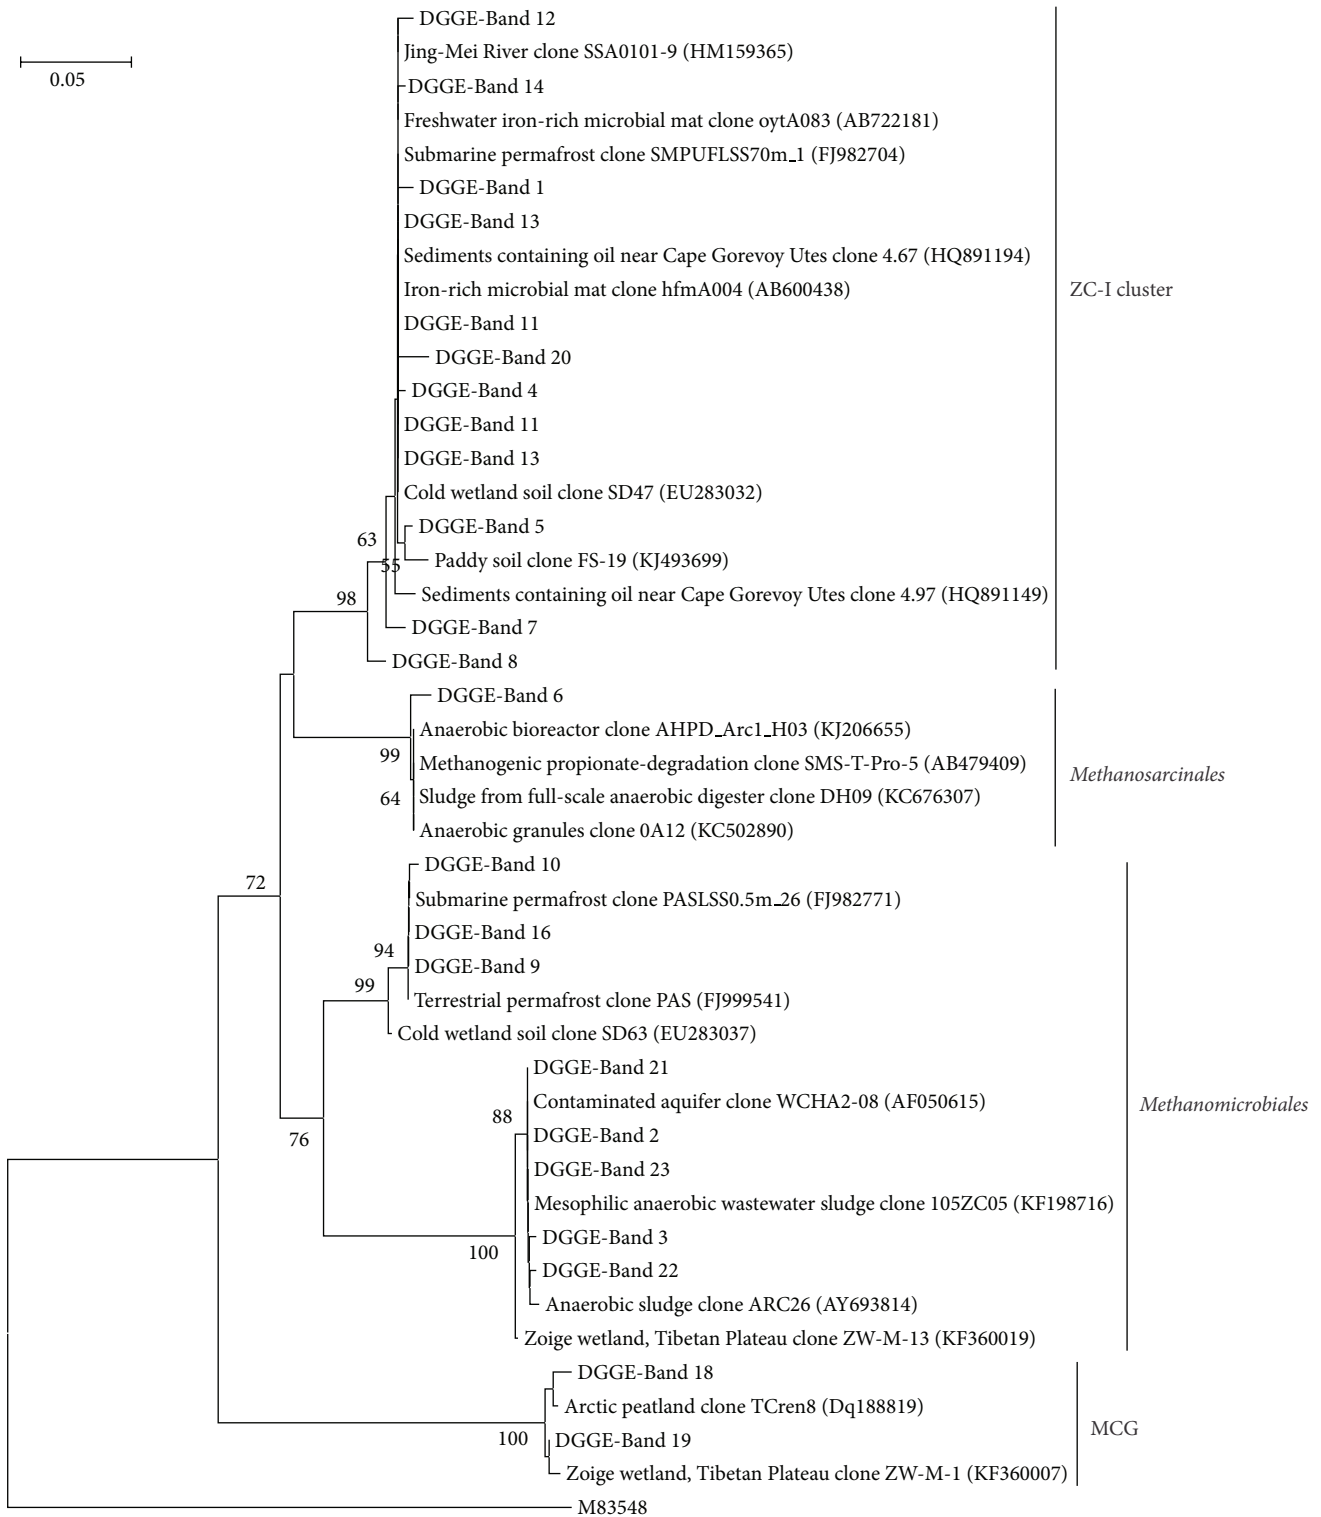 DGGE-Band 12
Jing-Mei River clone SSA0101-9 (HM159365)
0.05
DGGE-Band 14
Freshwater iron-rich microbial mat clone oytA083 (AB722181)
Submarine permafrost clone SMPUFLSS70m_1 (FJ982704)
DGGE-Band 1
DGGE-Band 13
Sediments containing oil near Cape Gorevoy Utes clone 4.67 (HQ891194)
Iron-rich microbial mat clone hfmA004 (AB600438)
ZC-I cluster
DGGE-Band 11
DGGE-Band 20
DGGE-Band 4
DGGE-Band 11
DGGE-Band 13
Cold wetland soil clone SD47 (EU283032)
DGGE-Band 5
63
Paddy soil clone FS-19 (KJ493699)
55
Sediments containing oil near Cape Gorevoy Utes clone 4.97 (HQ891149)
98
DGGE-Band 7
DGGE-Band 8
DGGE-Band 6
Anaerobic bioreactor clone AHPD_Arc1_H03 (KJ206655)
99
Methanogenic propionate-degradation clone SMS-T-Pro-5 (AB479409)
Methanosarcinales
64
Sludge from full-scale anaerobic digester clone DH09 (KC676307)
Anaerobic granules clone 0A12 (KC502890)
DGGE-Band 10
72
Submarine permafrost clone PASLSS0.5m_26 (FJ982771)
DGGE-Band 16
94
DGGE-Band 9
99
Terrestrial permafrost clone PAS (FJ999541)
Cold wetland soil clone SD63 (EU283037)
DGGE-Band 21
Contaminated aquifer clone WCHA2-08 (AF050615)
Methanomicrobiales
88
DGGE-Band 2
76
DGGE-Band 23
Mesophilic anaerobic wastewater sludge clone 105ZC05 (KF198716)
DGGE-Band 3
100
DGGE-Band 22
Anaerobic sludge clone ARC26 (AY693814)
Zoige wetland, Tibetan Plateau clone ZW-M-13 (KF360019)
DGGE-Band 18
Arctic peatland clone TCren8 (Dq188819)
MCG
100
DGGE-Band 19
Zoige wetland, Tibetan Plateau clone ZW-M-1 (KF360007)
M83548